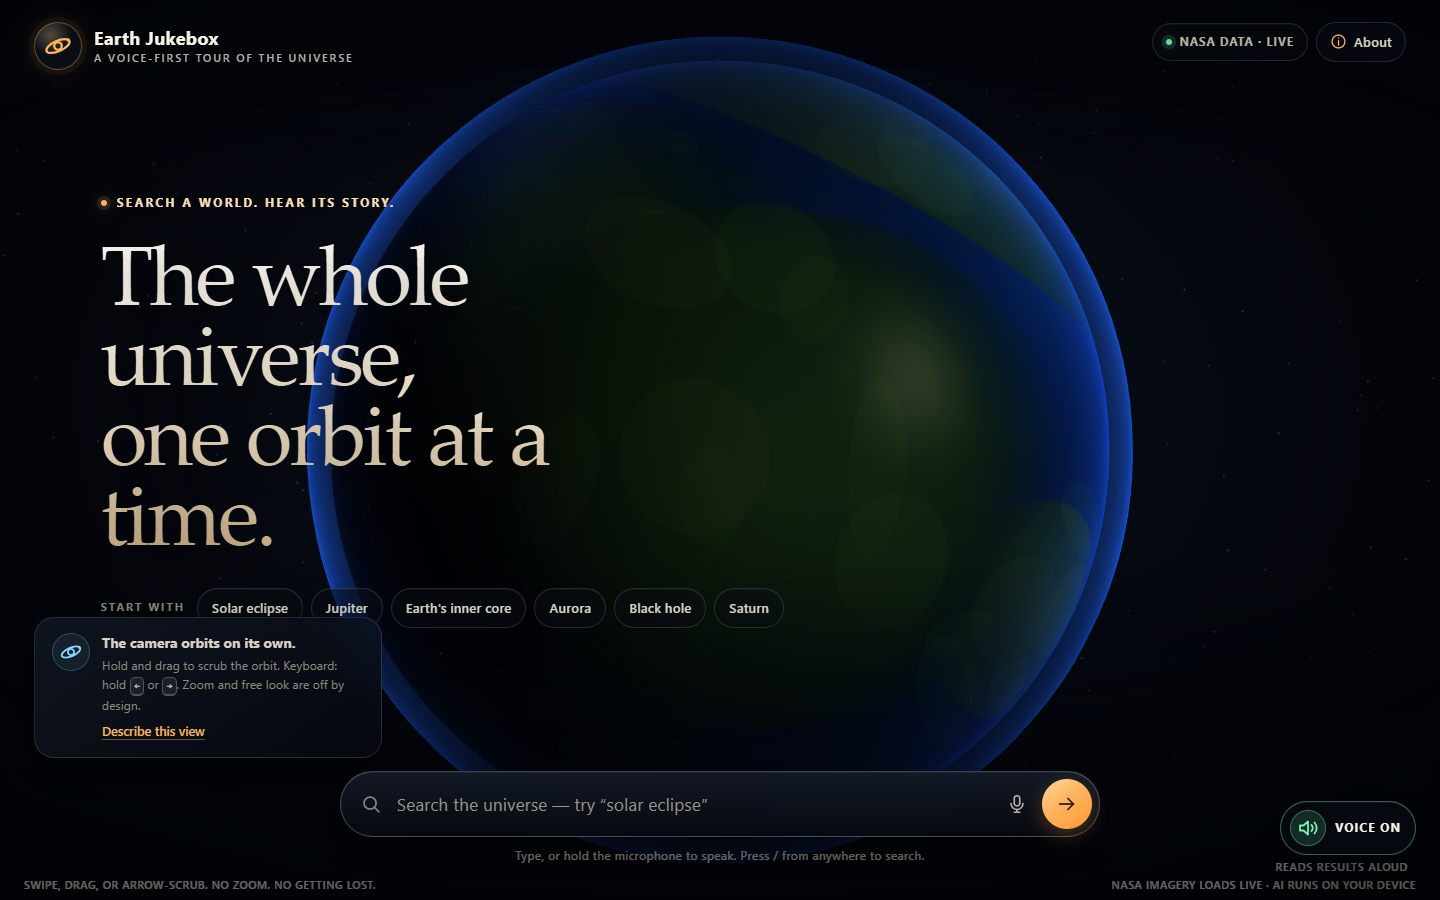 Earth Jukebox
A VOICE-FIRST TOUR OF THE UNIVERSE
NASA DATA · LIVE
About
SEARCH A WORLD. HEAR ITS STORY.
The whole
universe,
one orbit at a
time.
START WITH
Solar eclipse
Jupiter
Earth's inner core
Aurora
Black hole
Saturn
The camera orbits on its own.
Hold and drag to scrub the orbit. Keyboard:
hold ← or →. Zoom and free look are off by
design.
Describe this view
Search the universe — try “solar eclipse”
VOICE ON
Type, or hold the microphone to speak. Press / from anywhere to search.
READS RESULTS ALOUD
SWIPE, DRAG, OR ARROW-SCRUB. NO ZOOM. NO GETTING LOST.
NASA IMAGERY LOADS LIVE · AI RUNS ON YOUR DEVICE